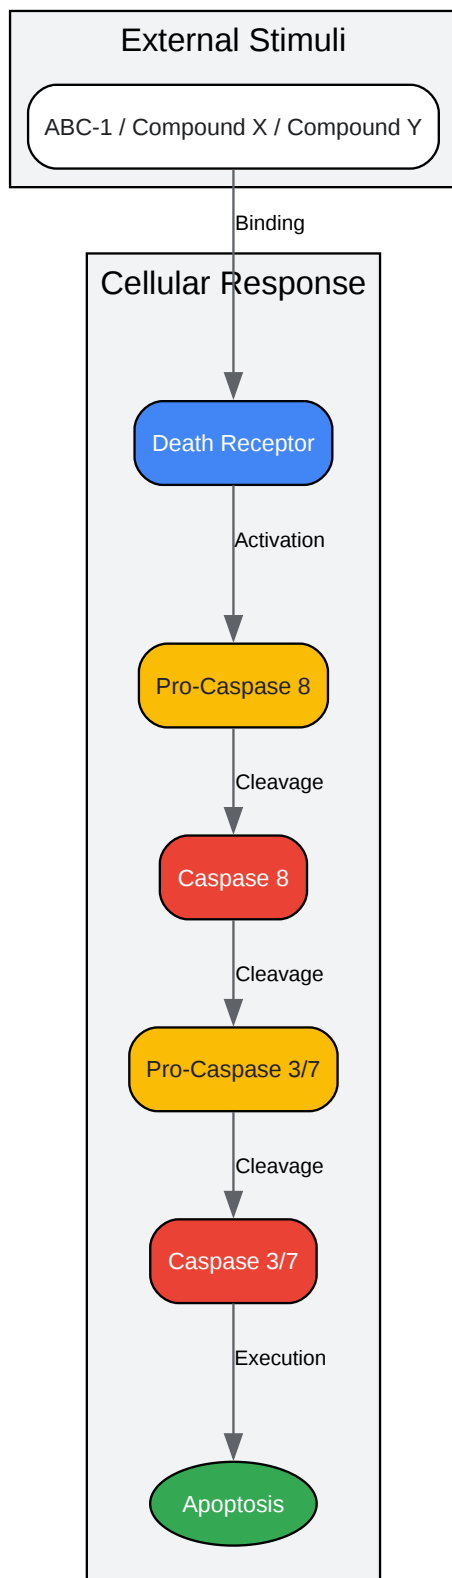 External Stimuli
ABC-1 / Compound X / Compound Y
Binding
Cellular Response
Death Receptor
Activation
Pro-Caspase 8
Cleavage
Caspase 8
Cleavage
Pro-Caspase 3/7
Cleavage
Caspase 3/7
Execution
Apoptosis